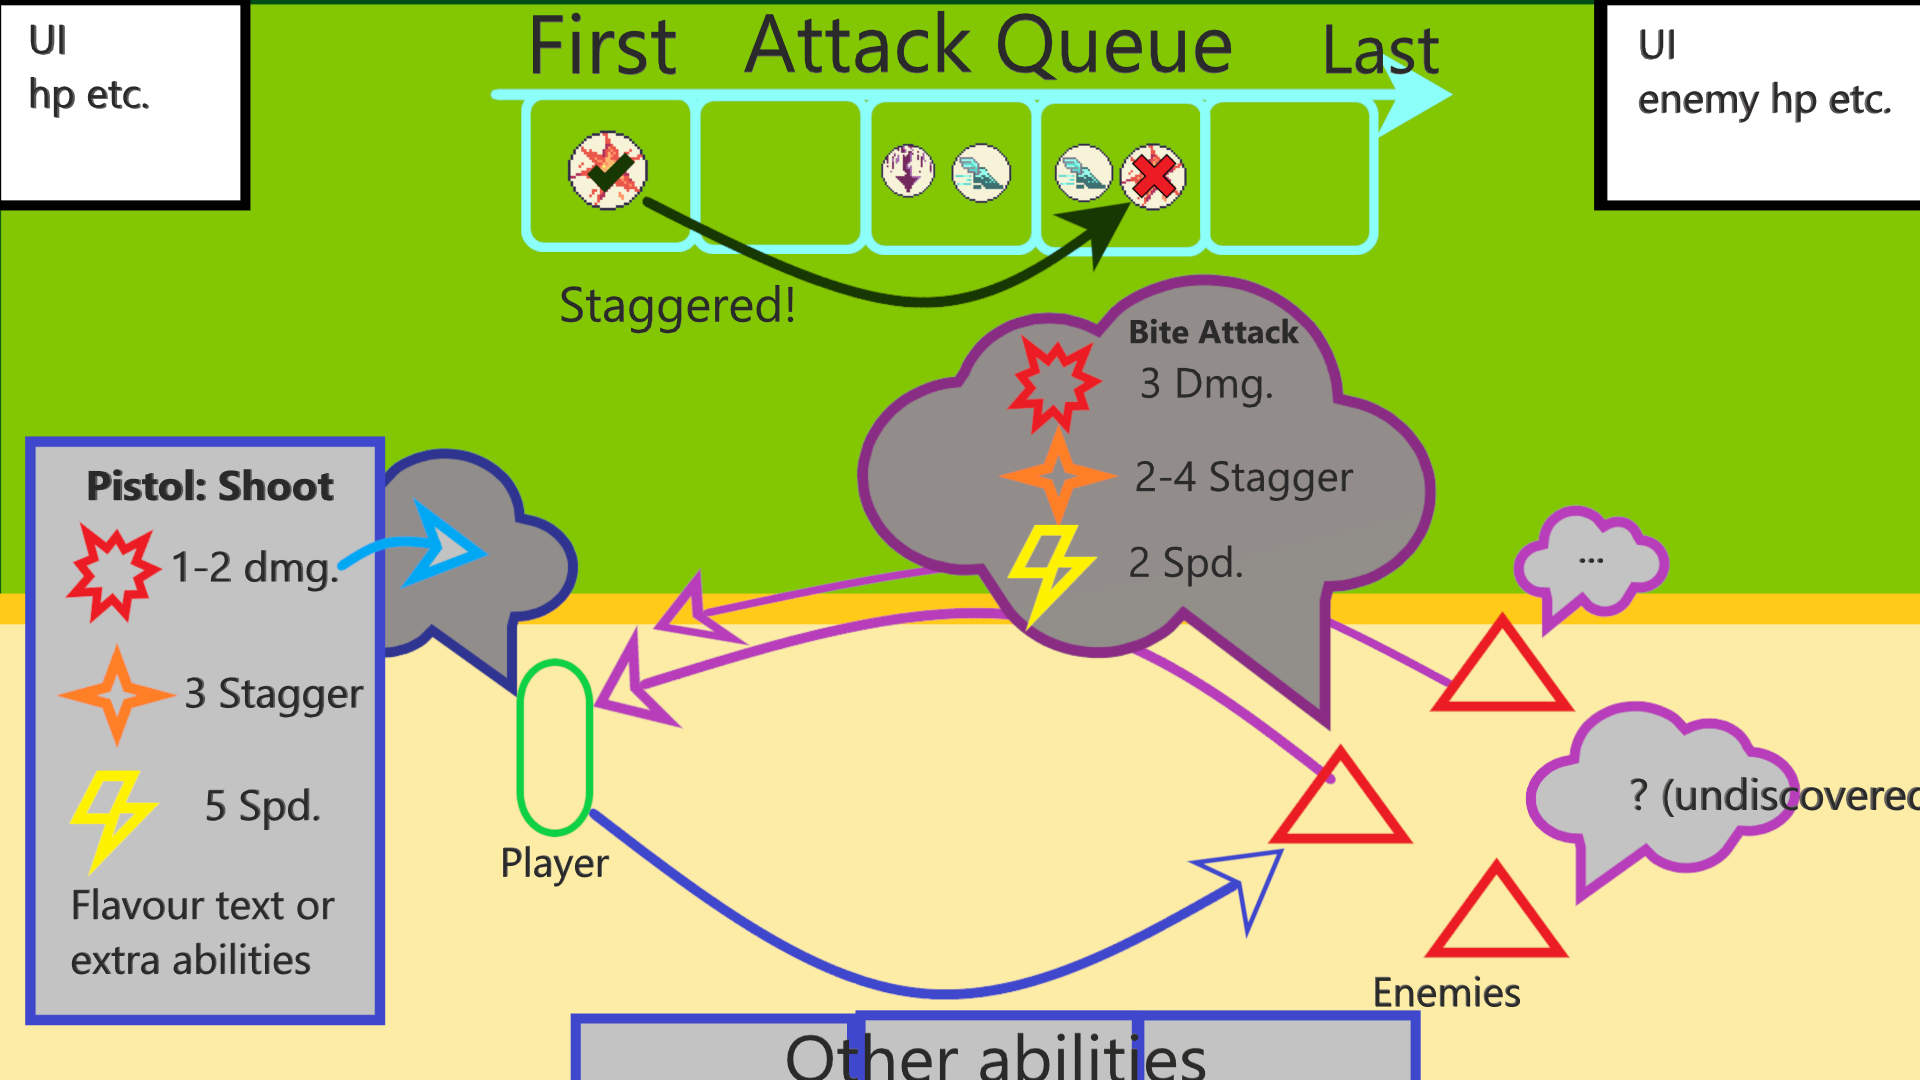 UI
hp etc.
First
Attack Queue
Last
UI
enemy hp etc.
Staggered!
Bite Attack
3 Dmg.
2-4 Stagger
2 Spd.
Pistol: Shoot
1-2 dmg.
3 Stagger
5 Spd.
Flavour text or
extra abilities
...
? (undiscovered
Player
Enemies
Other abilities